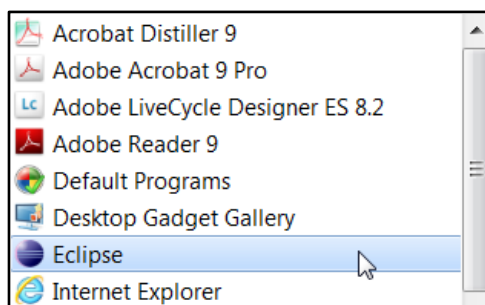 Acrobat Distiller 9
Adobe Acrobat 9 Pro
Lc Adobe LiveCycle Designer ES 8.2
Adobe Reader 9
Default Programs
Desktop Gadget Gallery
Eclipse
Internet Explorer